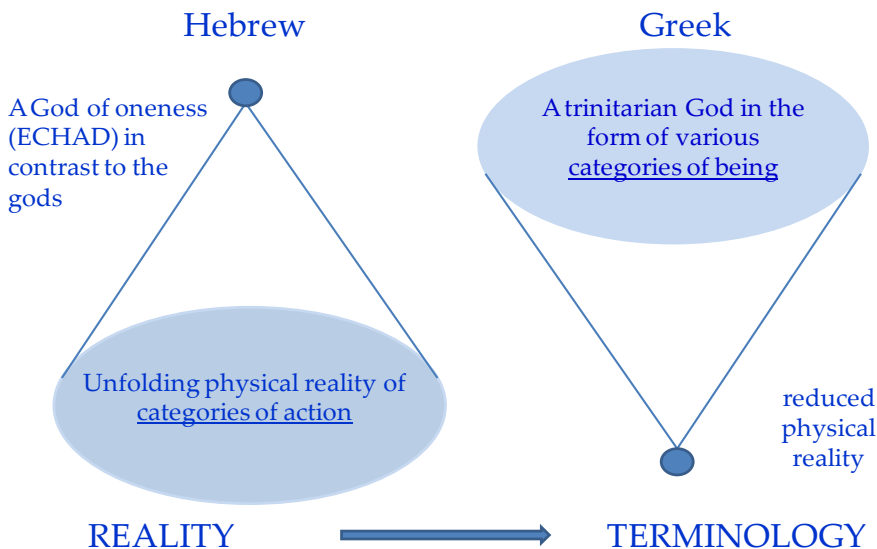 Hebrew
Greek
A God of oneness
(ECHAD) in
contrast to the
gods
A trinitarian God in the
form of various
categories of being
Unfolding physical reality of
categories of action
reduced
physical
reality
REALITY
TERMINOLOGY